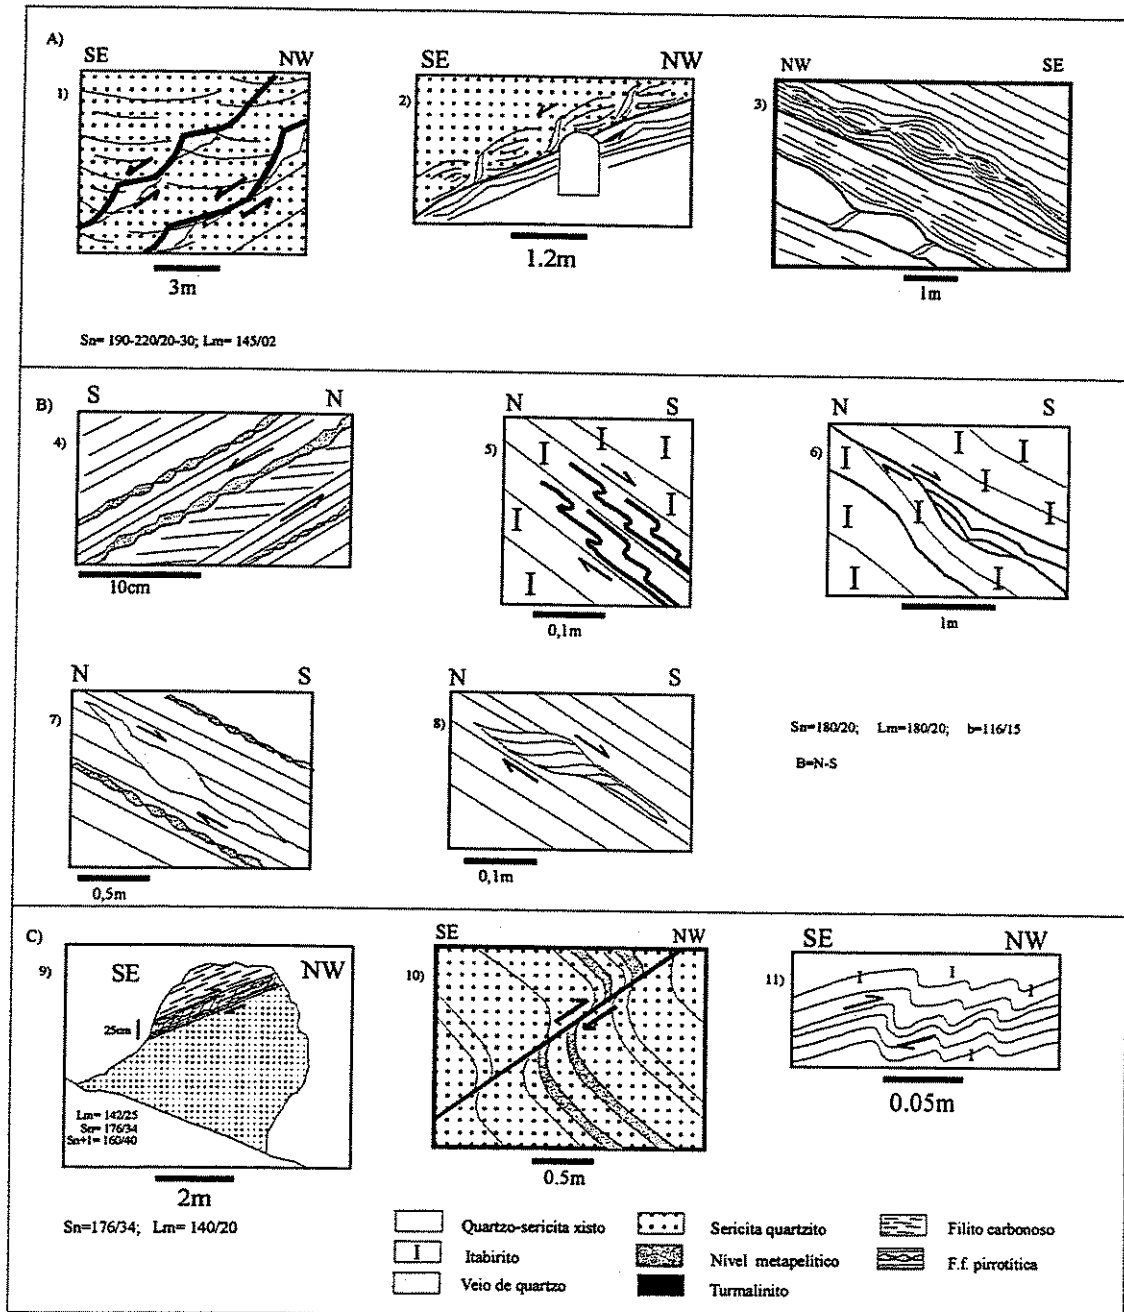 A)
SE NW
1)
3m
SE NW
2)
1.2m
NW SE
3)
1m
Sn= 190-220/20-30; Lm= 145/02
B)
S N
4)
10cm
N S
5)
I I I
I I
I
I
0,1m
N S
6)
I I I
I I
I I
I I
1m
N S
7)
0,5m
N S
8)
0,1m
Sn=180/20; Lm=180/20; b=116/15
B=N-S
C)
9)
SE NW
25cm
Lm= 142/25
Sn= 176/34
Sn+1= 160/40
2m
Sn=176/34; Lm= 140/20
SE NW
10)
0.5m
SE NW
11)
I I I
I
0.05m
Quartzo-sericita xisto
I Itabirito
Veio de quartzo
Sericita quartzito
Nível metapelítico
Turmalinito
Filito carbonoso
F.f. pirrotítica